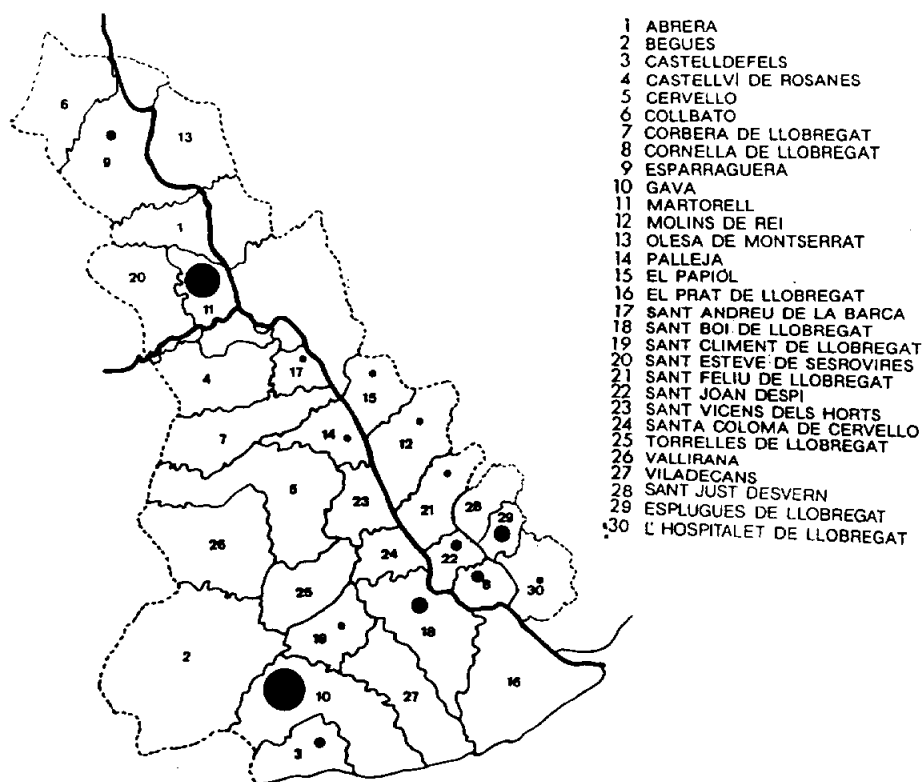 1 ABRERA
2 BEGUES
3 CASTELLDEFELS
4 CASTELLVÍ DE ROSANES
5 CERVELLO
6 COLLBATO
7 CORBERA DE LLOBREGAT
8 CORNELLA DE LLOBREGAT
9 ESPARRAGUERA
10 GAVA
11 MARTORELL
12 MOLINS DE REI
13 OLESA DE MONTSERRAT
14 PALLEJA
15 EL PAPIOL
16 EL PRAT DE LLOBREGAT
17 SANT ANDREU DE LA BARCA
18 SANT BOI DE LLOBREGAT
19 SANT CLIMENT DE LLOBREGAT
20 SANT ESTEVE DE SESROVIRES
21 SANT FELIU DE LLOBREGAT
22 SANT JOAN DESPI
23 SANT VICENS DELS HORTS
24 SANTA COLOMA DE CERVELLO
25 TORRELLES DE LLOBREGAT
26 VALLIRANA
27 VILADECANS
28 SANT JUST DESVERN
29 ESPLUGUES DE LLOBREGAT
30 L'HOSPITALET DE LLOBREGAT
6
13
9
1
20
11
4
17
15
7
14
12
5
23
21
28
29
26
24
22
8
30
25
18
19
2
10
27
16
3